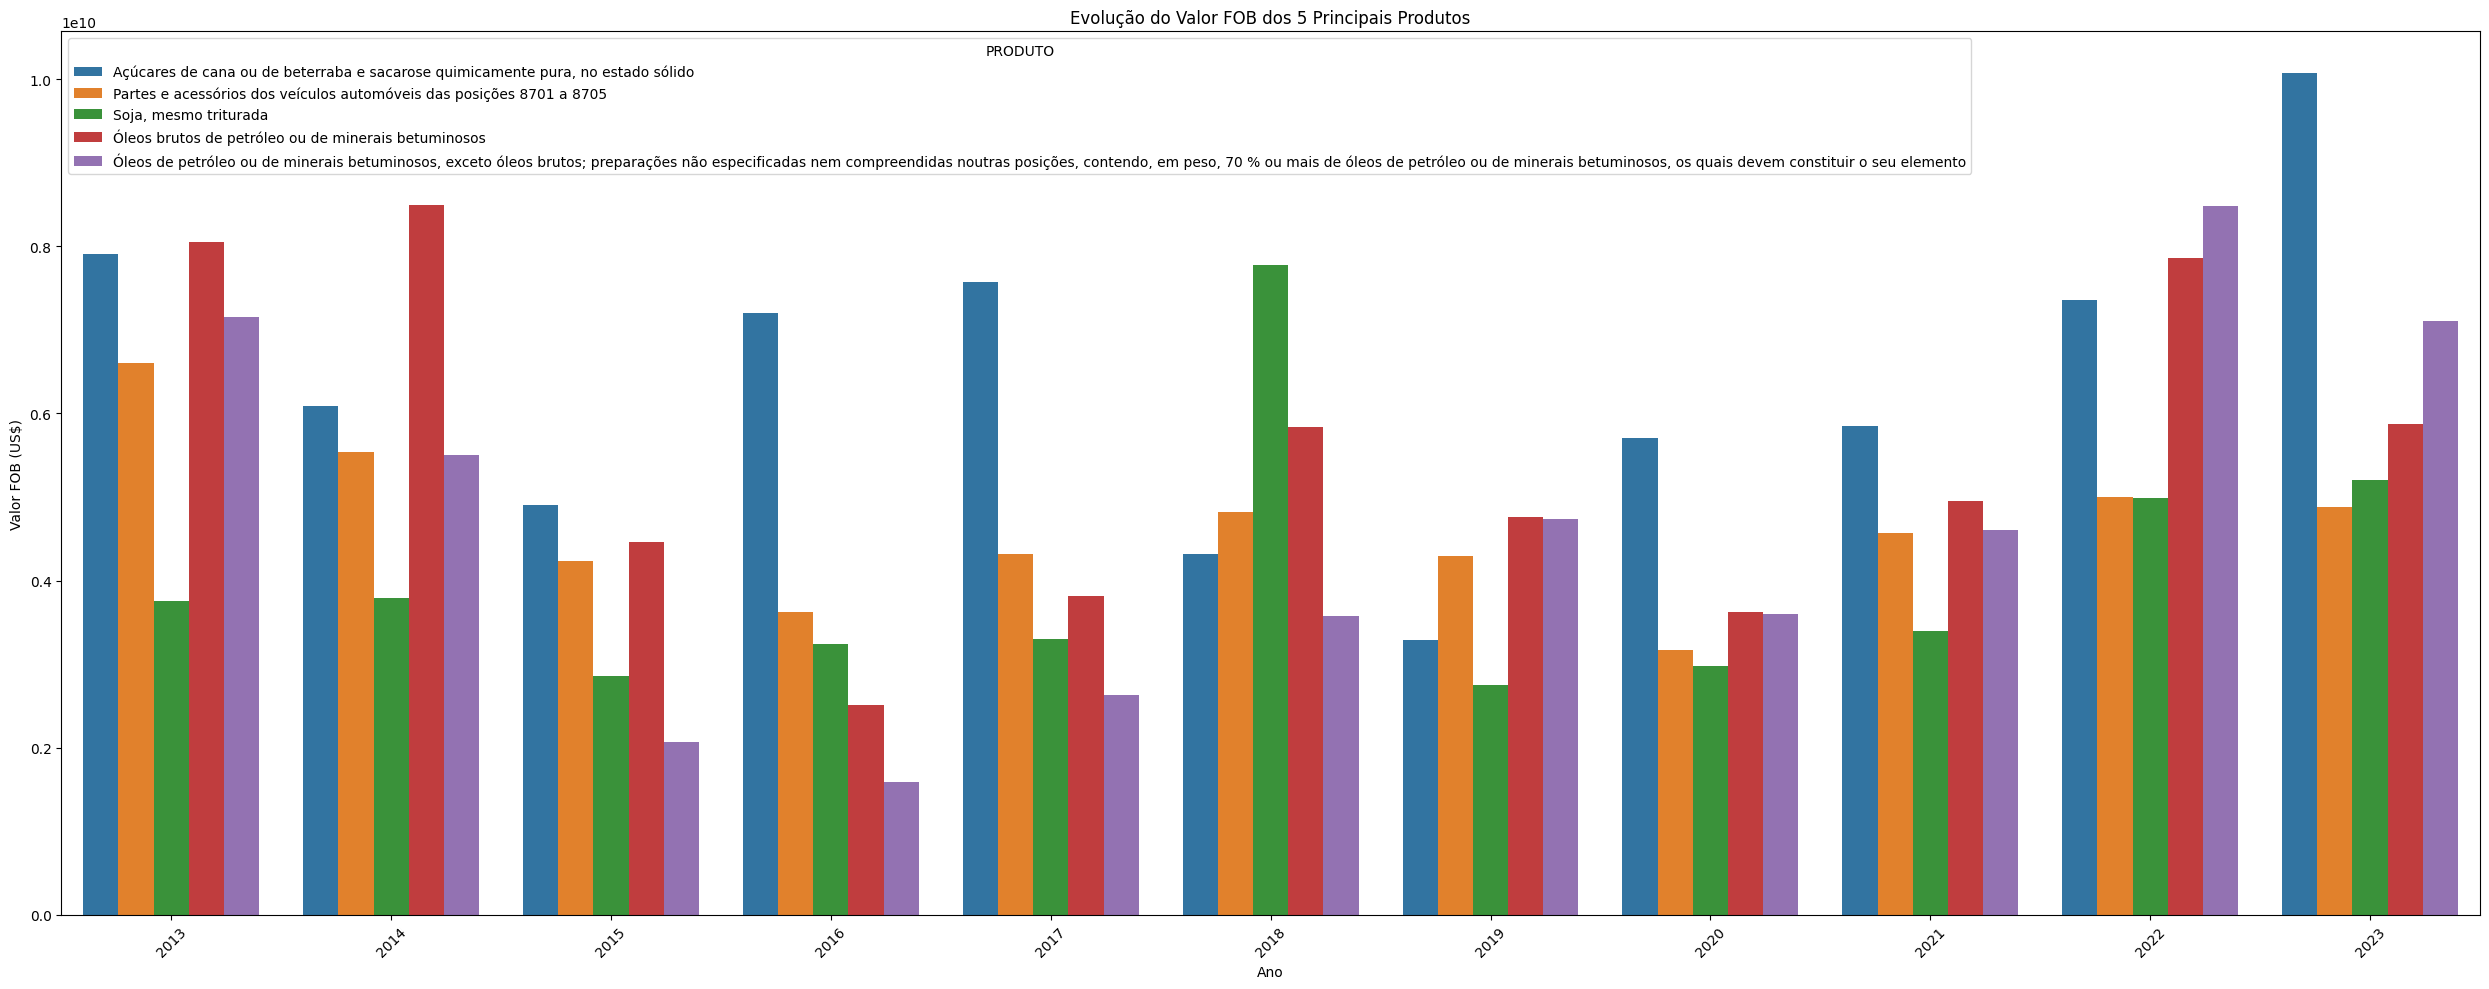 Evolução do Valor FOB dos 5 Principais Produtos
1e10
PRODUTO
Açúcares de cana ou de beterraba e sacarose quimicamente pura, no estado sólido
Partes e acessórios dos veículos automóveis das posições 8701 a 8705
Soja, mesmo triturada
Óleos brutos de petróleo ou de minerais betuminosos
Óleos de petróleo ou de minerais betuminosos, exceto óleos brutos; preparações não especificadas nem compreendidas noutras posições, contendo, em peso, 70 % ou mais de óleos de petróleo ou de minerais betuminosos, os quais devem constituir o seu elemento
1.0
0.8
0.6
0.4
0.2
0.0
Valor FOB (US$)
2013
2014
2015
2016
2017
2018
2019
2020
2021
2022
2023
Ano